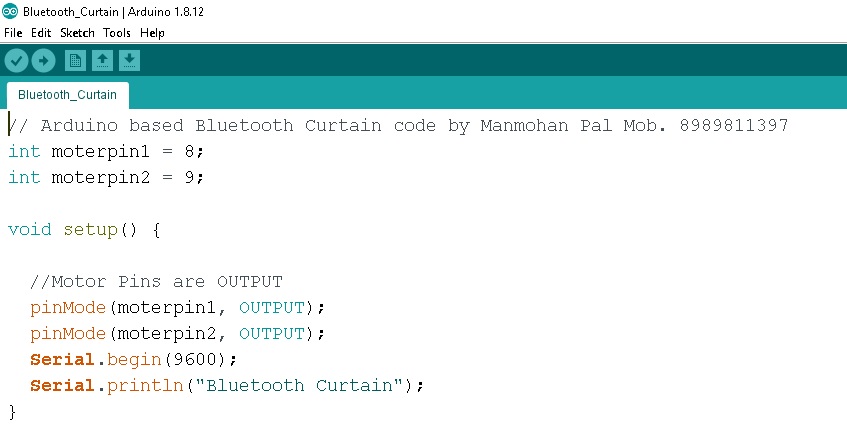 Bluetooth_Curtain | Arduino 1.8.12
File Edit Sketch Tools Help
Bluetooth_Curtain
// Arduino based Bluetooth Curtain code by Manmohan Pal Mob. 8989811397
int moterpin1 = 8;
int moterpin2 = 9;
void setup() {
//Motor Pins are OUTPUT
pinMode(moterpin1, OUTPUT);
pinMode(moterpin2, OUTPUT);
Serial.begin(9600);
Serial.println("Bluetooth Curtain");
}